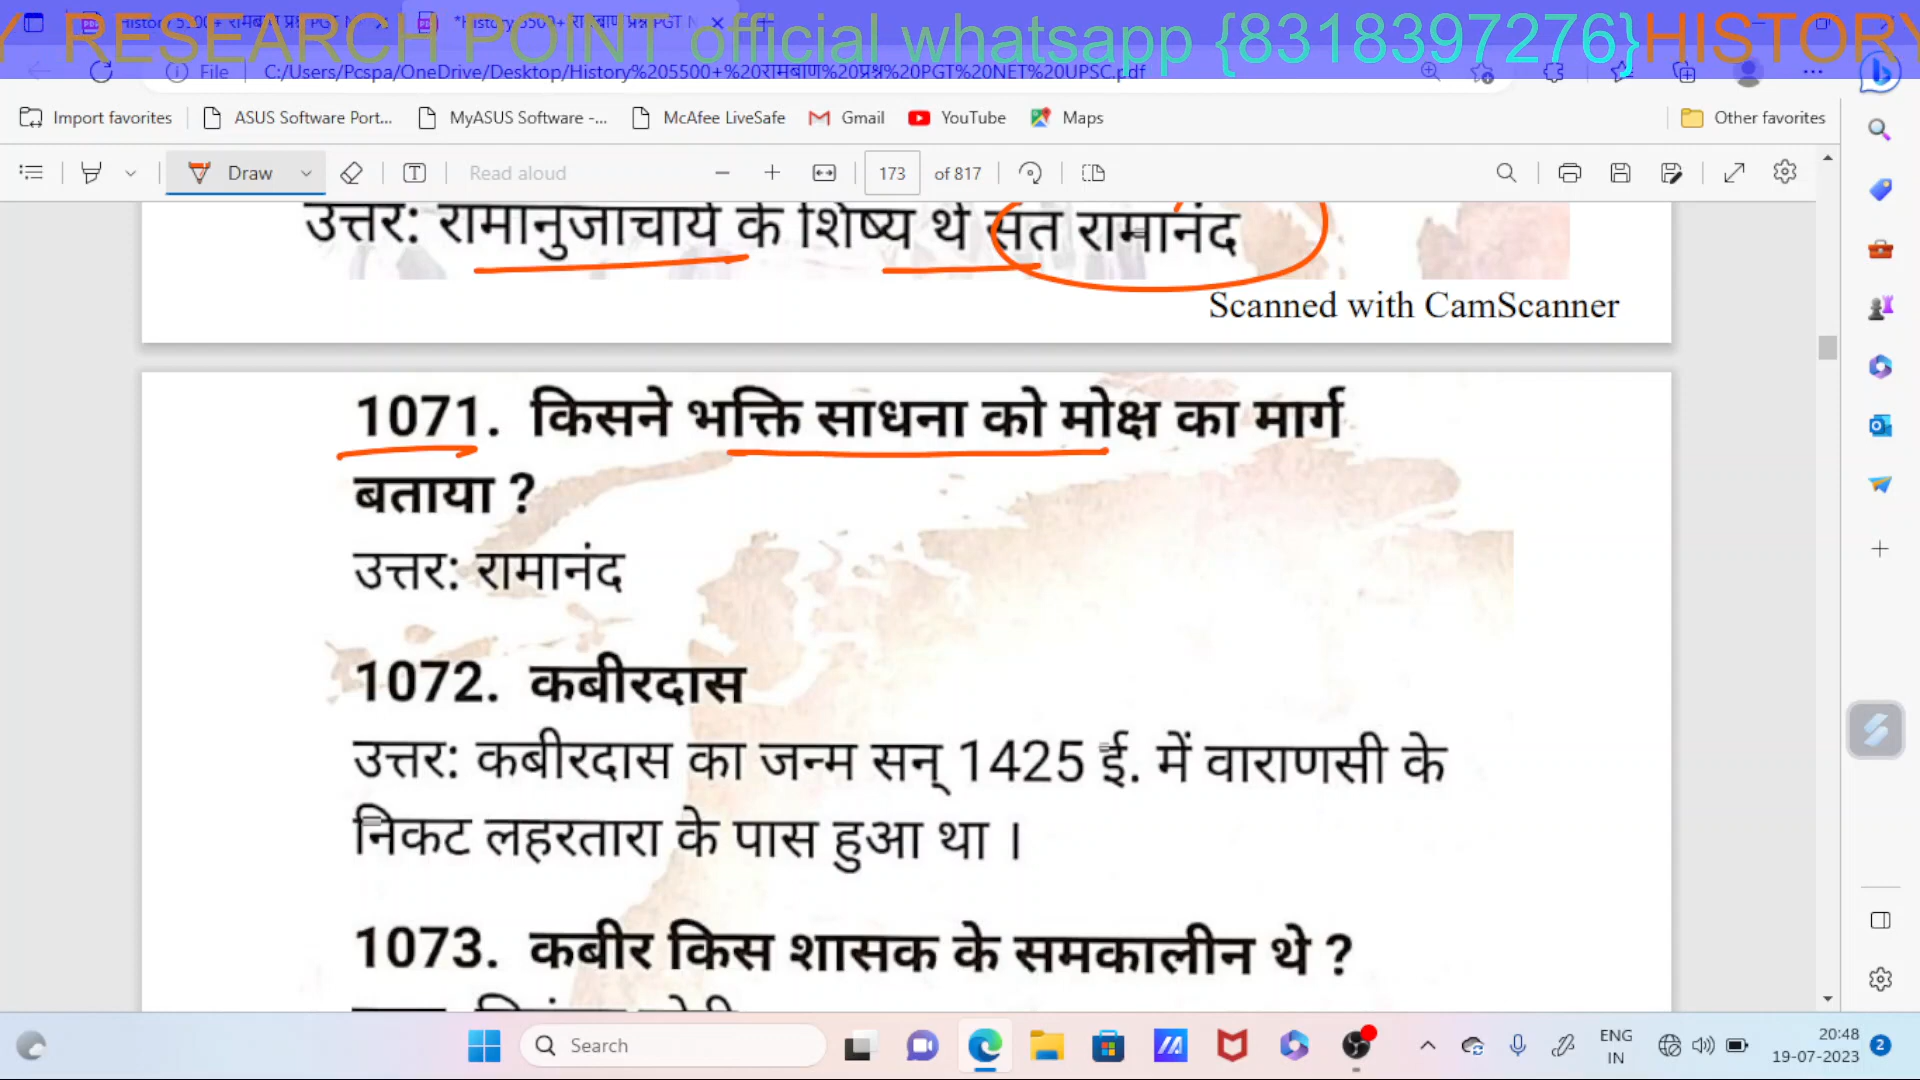 RESEARCH POINT official whatsapp {8318397276}HISTORY
File C:/Users/Pcspa/OneDrive/Desktop/History%205500+%20रामबाण%20प्रश्न%20PGT%20NET%20UPSC.pdf
Import favorites ASUS Software Port... MyASUS Software -... McAfee LiveSafe Gmail YouTube Maps Other favorites
Draw Read aloud 173 of 817
उत्तर: रामानुजाचार्य के शिष्य थे संत रामानंद
Scanned with CamScanner
1071. किसने भक्ति साधना को मोक्ष का मार्ग
बताया ?
उत्तर: रामानंद
1072. कबीरदास
उत्तर: कबीरदास का जन्म सन् 1425 ई. में वाराणसी के
निकट लहरतारा के पास हुआ था ।
1073. कबीर किस शासक के समकालीन थे ?
Search
ENG
IN
20:48
19-07-2023
2